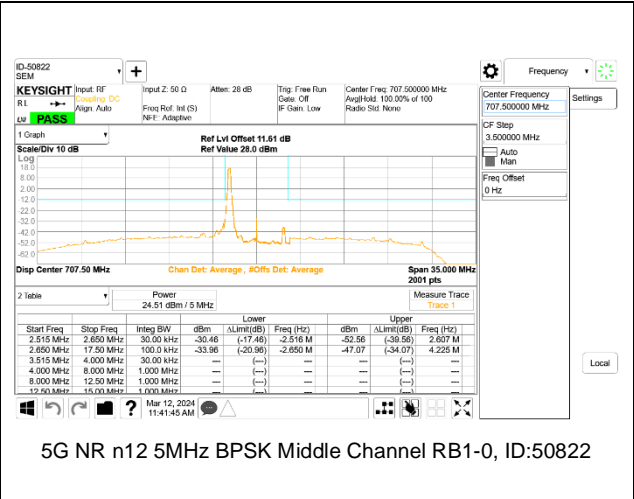 ID-50822
SEM
Frequency
KEYSIGHT Input: RF Input Z: 50 Ω Atten: 28 dB Trig: Free Run Center Freq: 707.500000 MHz
RL Coupling: DC Gate: Off Avg|Hold: 100.00% of 100
Align: Auto Freq Ref: Int (S) IF Gain: Low Radio Std: None
PASS NFE: Adaptive
Center Frequency
707.500000 MHz
Settings
CF Step
3.500000 MHz
Auto
Man
Freq Offset
0 Hz
Local
1 Graph
Ref Lvl Offset 11.61 dB
Scale/Div 10 dB Ref Value 28.0 dBm
Log
18.0
8.00
-2.00
-12.0
-22.0
-32.0
-42.0
-52.0
-62.0
Disp Center 707.50 MHz Chan Det: Average , #Offs Det: Average Span 35.000 MHz
2001 pts
2 Table Power Measure Trace
24.51 dBm / 5 MHz Trace 1
Lower Upper
Start Freq Stop Freq Integ BW dBm ΔLimit(dB) Freq (Hz) dBm ΔLimit(dB) Freq (Hz)
2.515 MHz 2.650 MHz 30.00 kHz -30.46 (-17.46) -2.516 M -52.56 (-39.56) 2.607 M
2.650 MHz 17.50 MHz 100.0 kHz -33.96 (-20.96) -2.650 M -47.07 (-34.07) 4.225 M
3.515 MHz 4.000 MHz 30.00 kHz --- (---) --- (---)
4.000 MHz 8.000 MHz 1.000 MHz --- (---) --- (---)
8.000 MHz 12.50 MHz 1.000 MHz --- (---) --- (---)
12.50 MHz 15.00 MHz 1.000 MHz --- (---) --- (---)
Mar 12, 2024
11:41:45 AM
5G NR n12 5MHz BPSK Middle Channel RB1-0, ID:50822